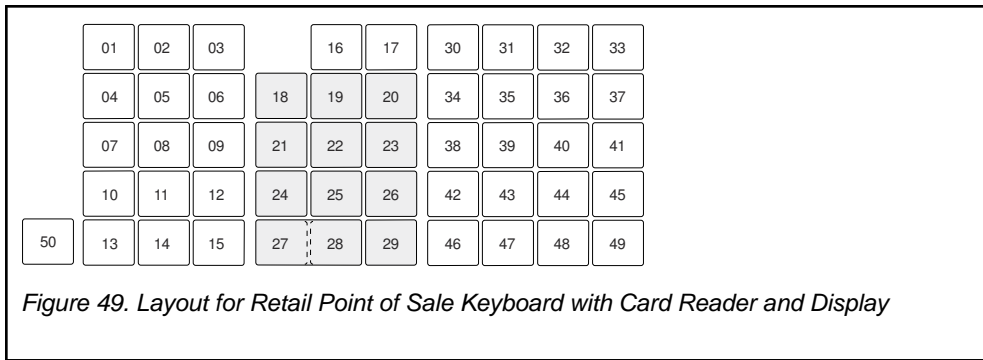 01 02 03 16 17 30 31 32 33
04 05 06 18 19 20 34 35 36 37
07 08 09 21 22 23 38 39 40 41
10 11 12 24 25 26 42 43 44 45
50 13 14 15 27 28 29 46 47 48 49
Figure 49. Layout for Retail Point of Sale Keyboard with Card Reader and Display